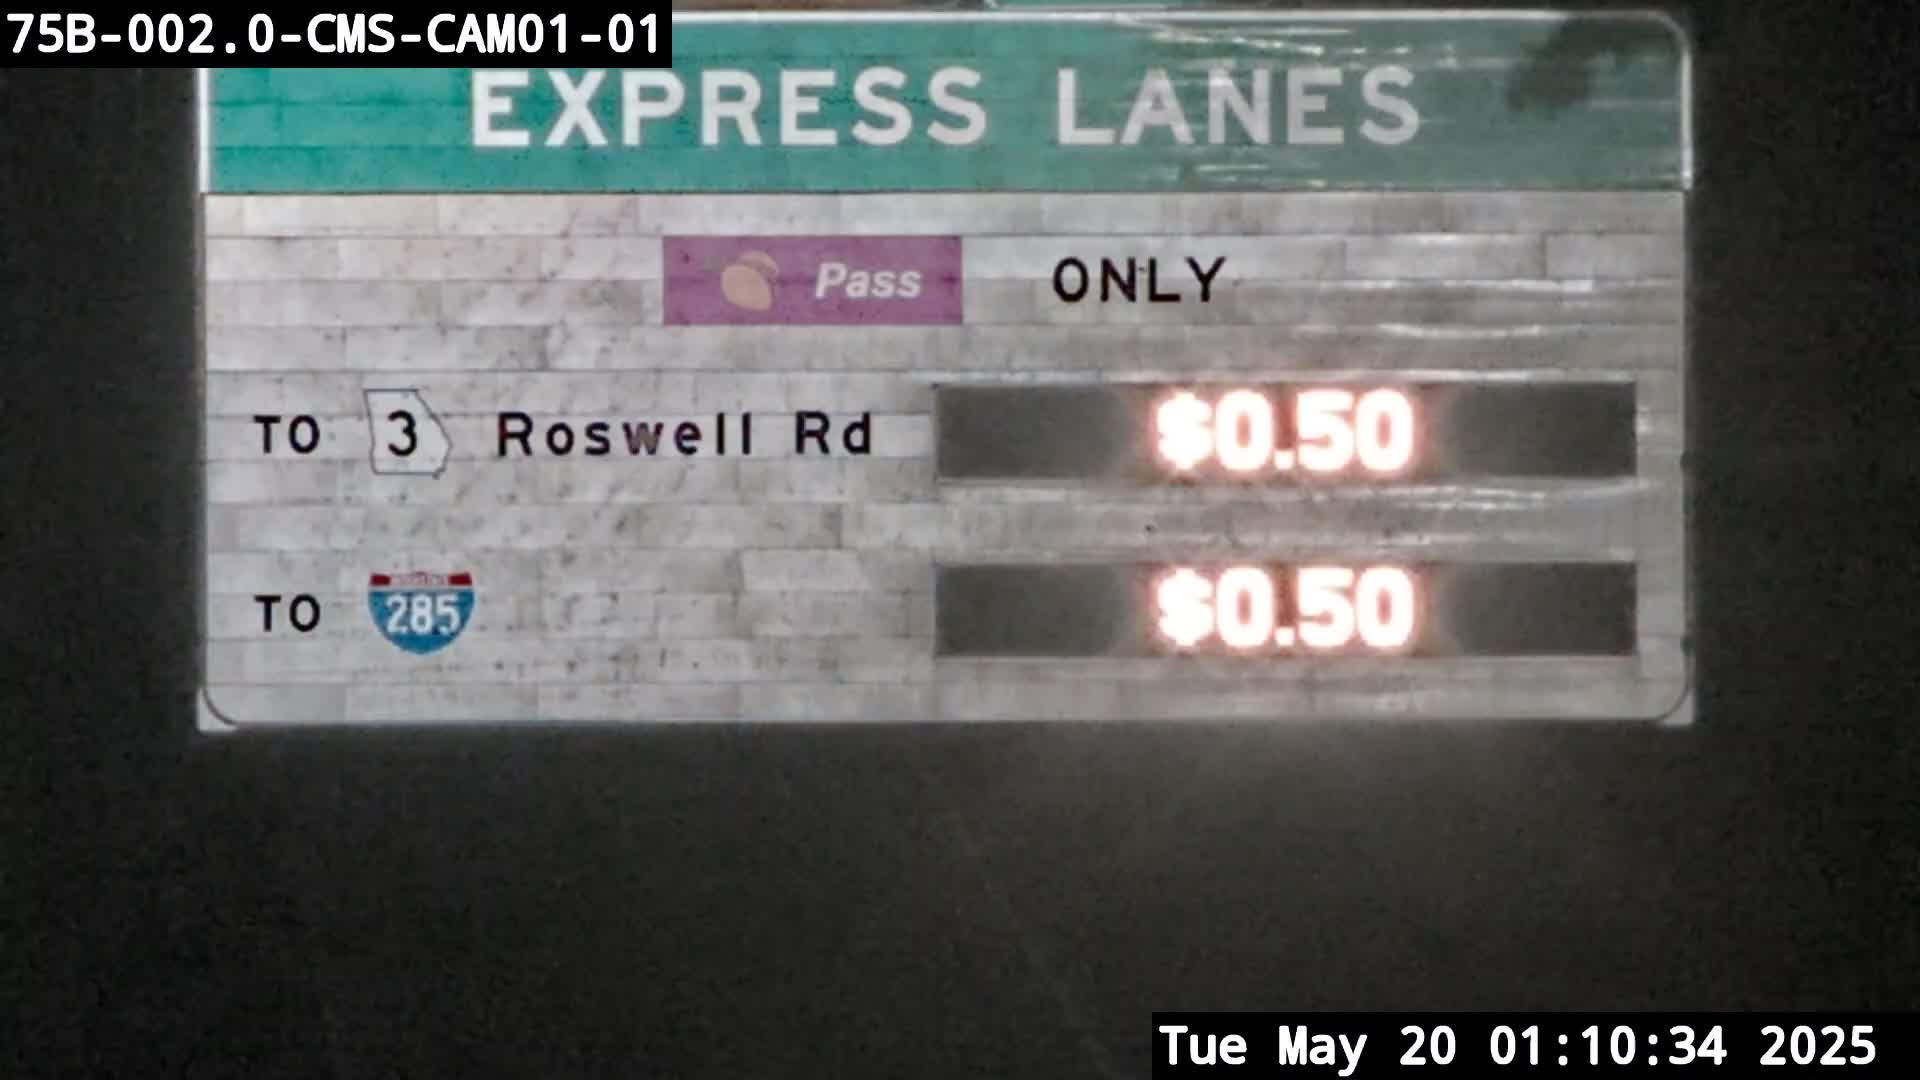 75B-002.0-CMS-CAM01-01
EXPRESS LANES
Pass ONLY
TO 3 Roswell Rd $0.50
TO 285 $0.50
Tue May 20 01:10:34 2025